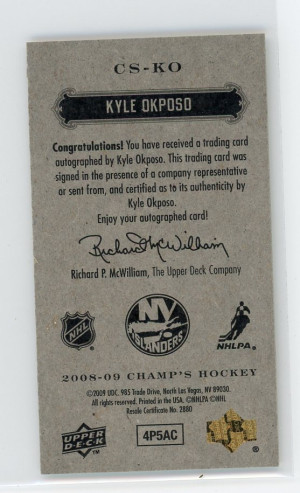 CS-KO
KYLE OKPOSO
Congratulations! You have received a trading card
autographed by Kyle Okposo. This trading card was
signed in the presence of a company representative
or sent from, and certified as to its authenticity by
Kyle Okposo.
Enjoy your autographed card!
Richard McWilliam
Richard P. McWilliam, The Upper Deck Company
NHL
NY
ISLANDERS
NHLPA
2008-09 CHAMP'S HOCKEY
©2009 UDC. 985 Trade Drive, North Las Vegas, NV 89030.
All rights reserved. Printed in the USA. ©NHLPA ©NHL
Resale Certificate No. 2880
UPPER
DECK
TM
4P5AC
®